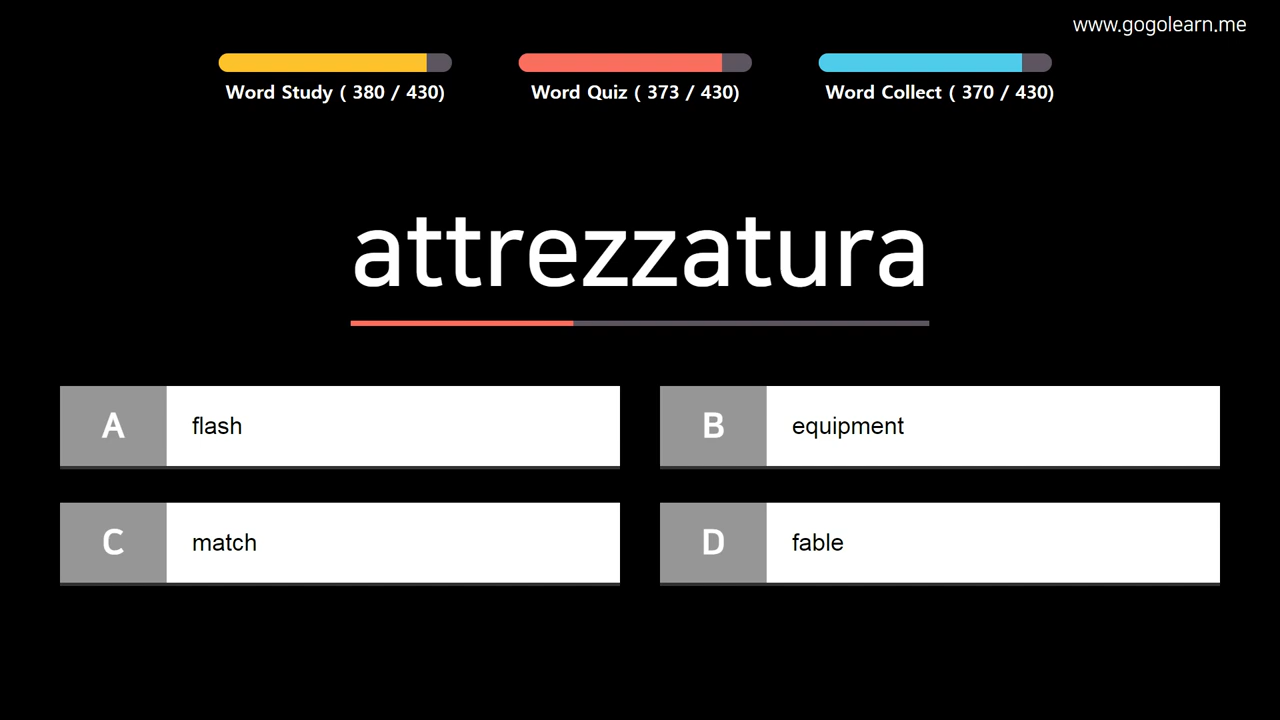 www.gogolearn.me
Word Study ( 380 / 430)
Word Quiz ( 373 / 430)
Word Collect ( 370 / 430)
attrezzatura
A flash
B equipment
C match
D fable